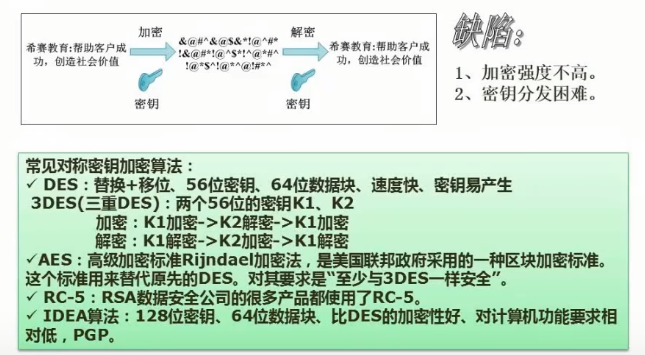 加密
解密
希赛教育:帮助客户成
功，创造社会价值
&@#^&@$&*!@^#*
!&@#*!@^$*!^@*#^
!@*$^!@*^@!#*^
希赛教育:帮助客户成
功，创造社会价值
密钥
密钥
缺陷:
1、加密强度不高。
2、密钥分发困难。
常见对称密钥加密算法：
✓ DES：替换+移位、56位密钥、64位数据块、速度快、密钥易产生
3DES(三重DES)：两个56位的密钥K1、K2
加密：K1加密->K2解密->K1加密
解密：K1解密->K2加密->K1解密
✓AES：高级加密标准Rijndael加密法，是美国联邦政府采用的一种区块加密标准。
这个标准用来替代原先的DES。对其要求是“至少与3DES一样安全”。
✓ RC-5：RSA数据安全公司的很多产品都使用了RC-5。
✓ IDEA算法：128位密钥、64位数据块、比DES的加密性好、对计算机功能要求相
对低，PGP。